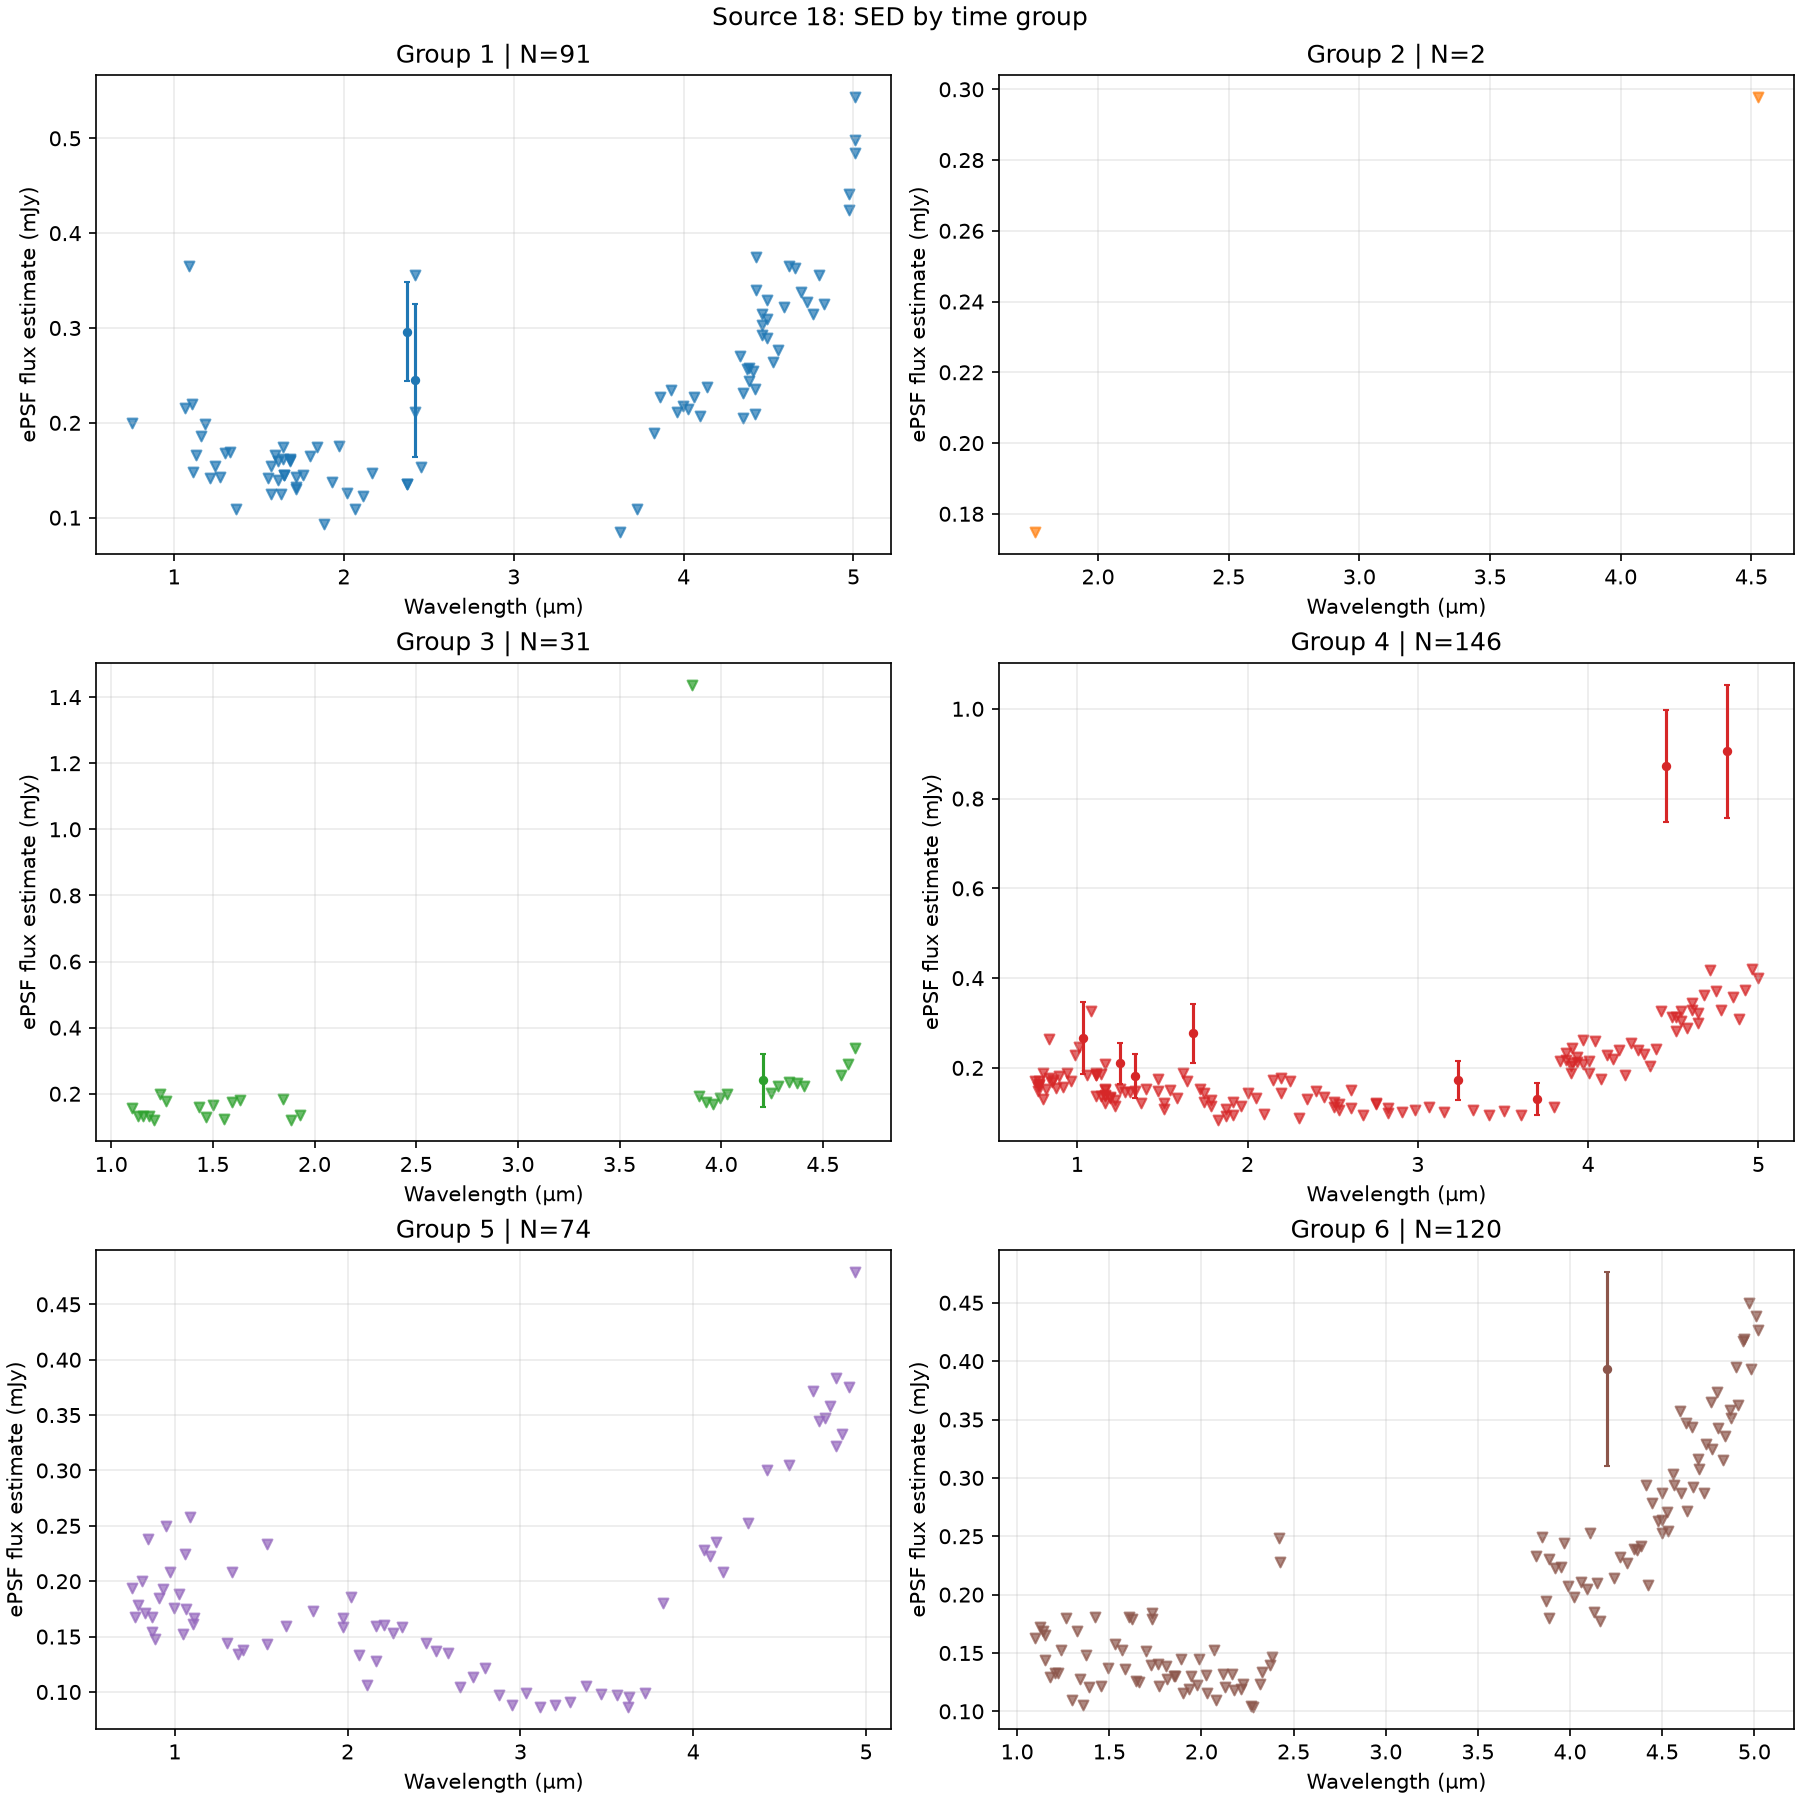 Source 18: SED by time group
Group 1 | N=91
ePSF flux estimate (mJy)
0.5
0.4
0.3
0.2
0.1
1 2 3 4 5
Wavelength (µm)
Group 2 | N=2
ePSF flux estimate (mJy)
0.30
0.28
0.26
0.24
0.22
0.20
0.18
2.0 2.5 3.0 3.5 4.0 4.5
Wavelength (µm)
Group 3 | N=31
ePSF flux estimate (mJy)
1.4
1.2
1.0
0.8
0.6
0.4
0.2
1.0 1.5 2.0 2.5 3.0 3.5 4.0 4.5
Wavelength (µm)
Group 4 | N=146
ePSF flux estimate (mJy)
1.0
0.8
0.6
0.4
0.2
1 2 3 4 5
Wavelength (µm)
Group 5 | N=74
ePSF flux estimate (mJy)
0.45
0.40
0.35
0.30
0.25
0.20
0.15
0.10
1 2 3 4 5
Wavelength (µm)
Group 6 | N=120
ePSF flux estimate (mJy)
0.45
0.40
0.35
0.30
0.25
0.20
0.15
0.10
1.0 1.5 2.0 2.5 3.0 3.5 4.0 4.5 5.0
Wavelength (µm)